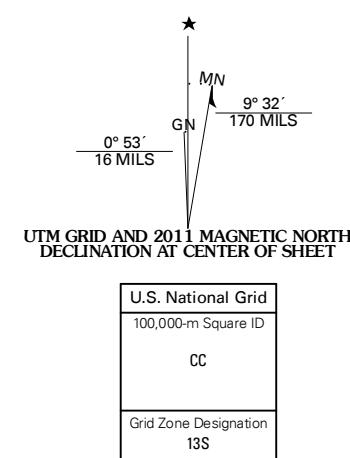 ★
MN
GN
9° 32´
170 MILS
0° 53´
16 MILS
UTM GRID AND 2011 MAGNETIC NORTH
DECLINATION AT CENTER OF SHEET
U.S. National Grid
100,000-m Square ID
CC
Grid Zone Designation
13S